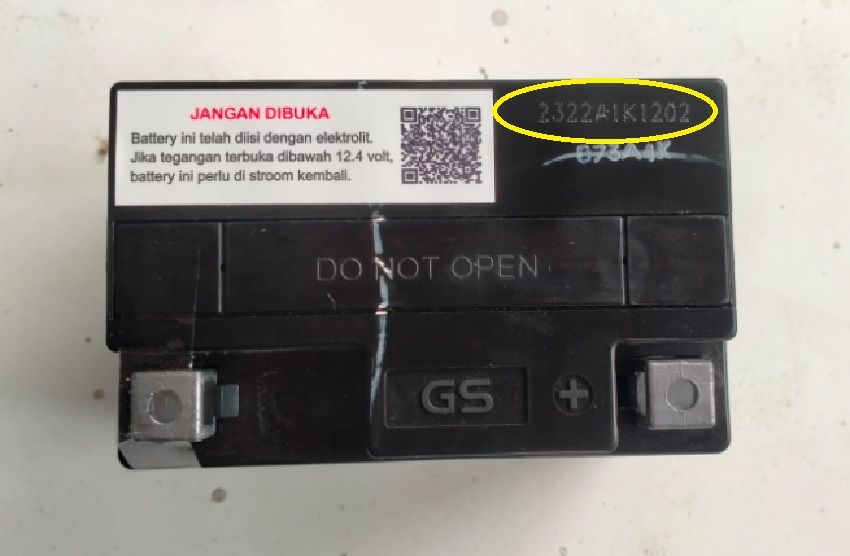 JANGAN DIBUKA
Battery ini telah diisi dengan elektrolit.
Jika tegangan terbuka dibawah 12.4 volt,
battery ini perlu di stroom kembali.
2322A1K1202
DO NOT OPEN
GS +